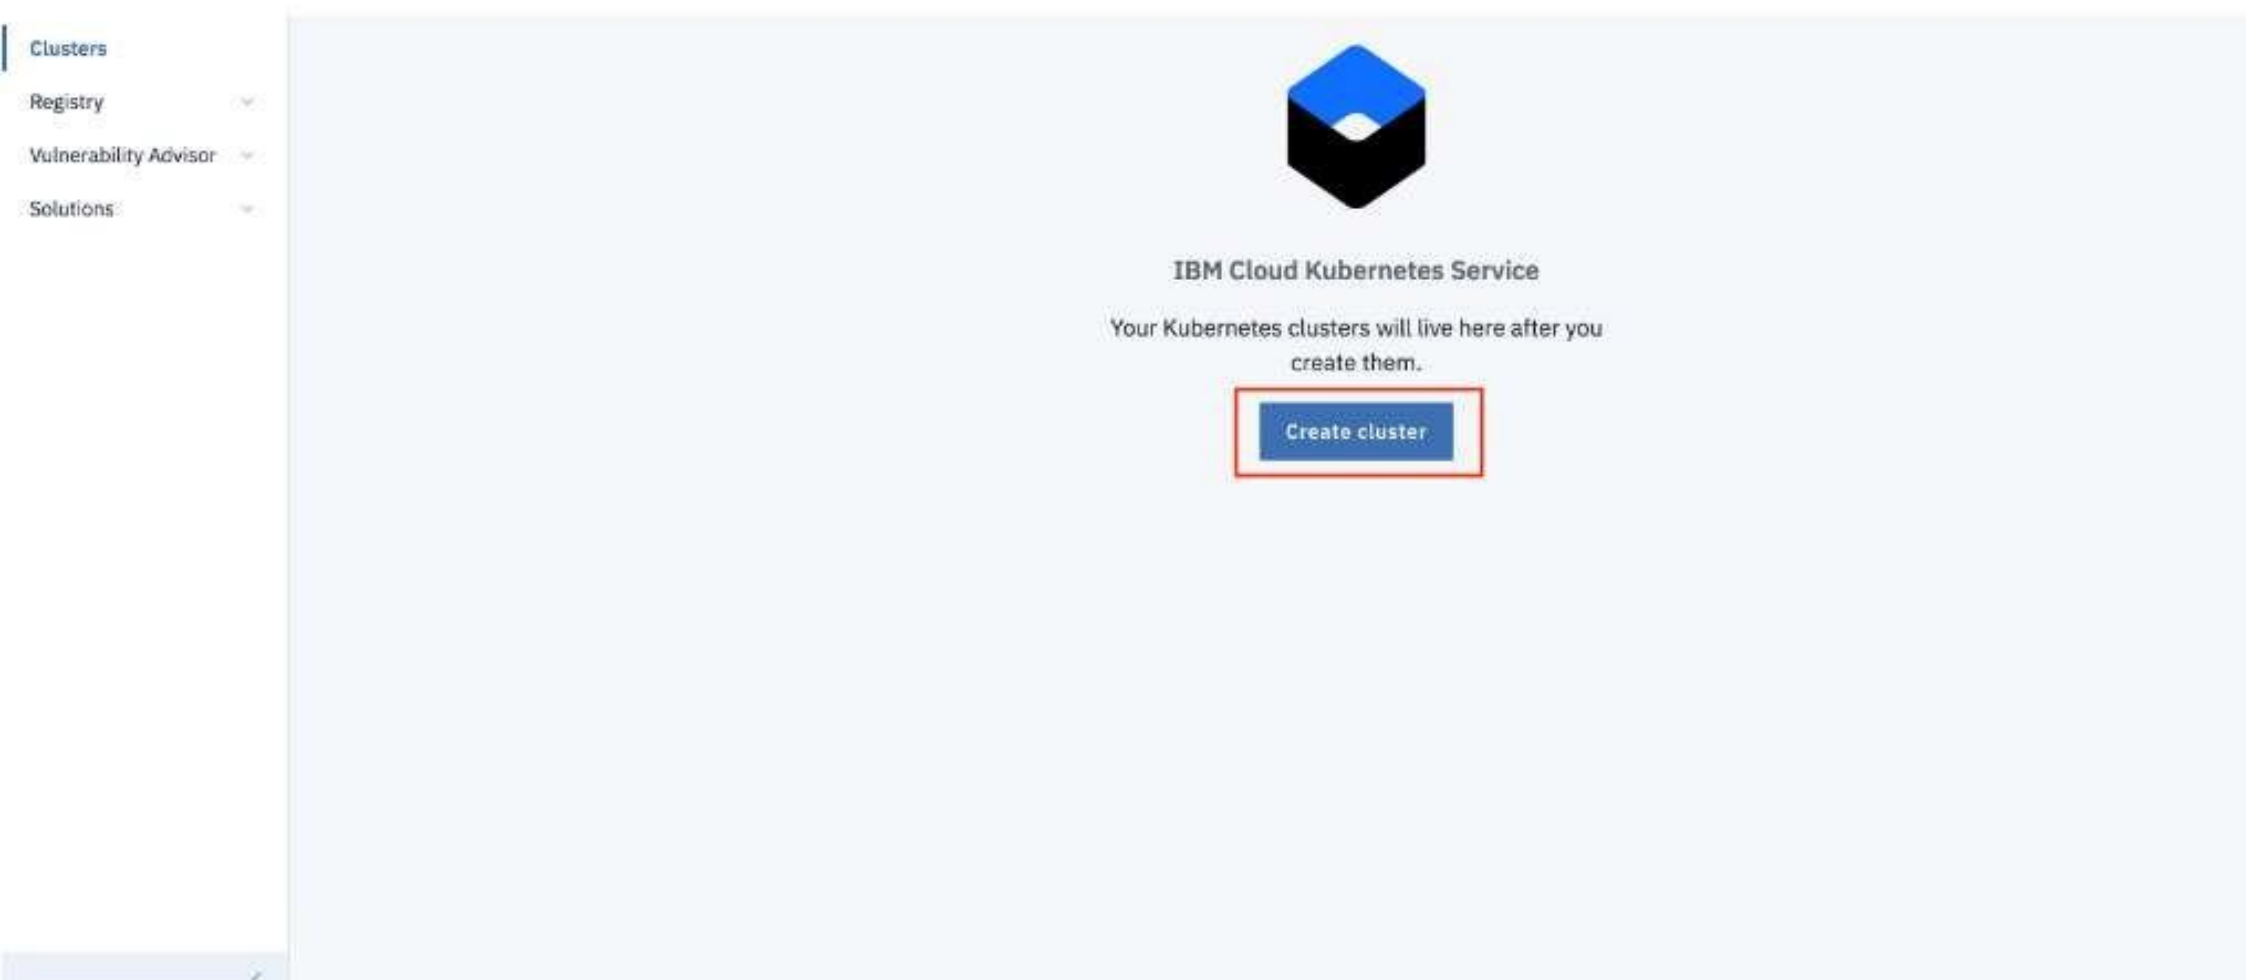 Clusters
Registry
Vulnerability Advisor
Solutions
IBM Cloud Kubernetes Service
Your Kubernetes clusters will live here after you
create them.
Create cluster